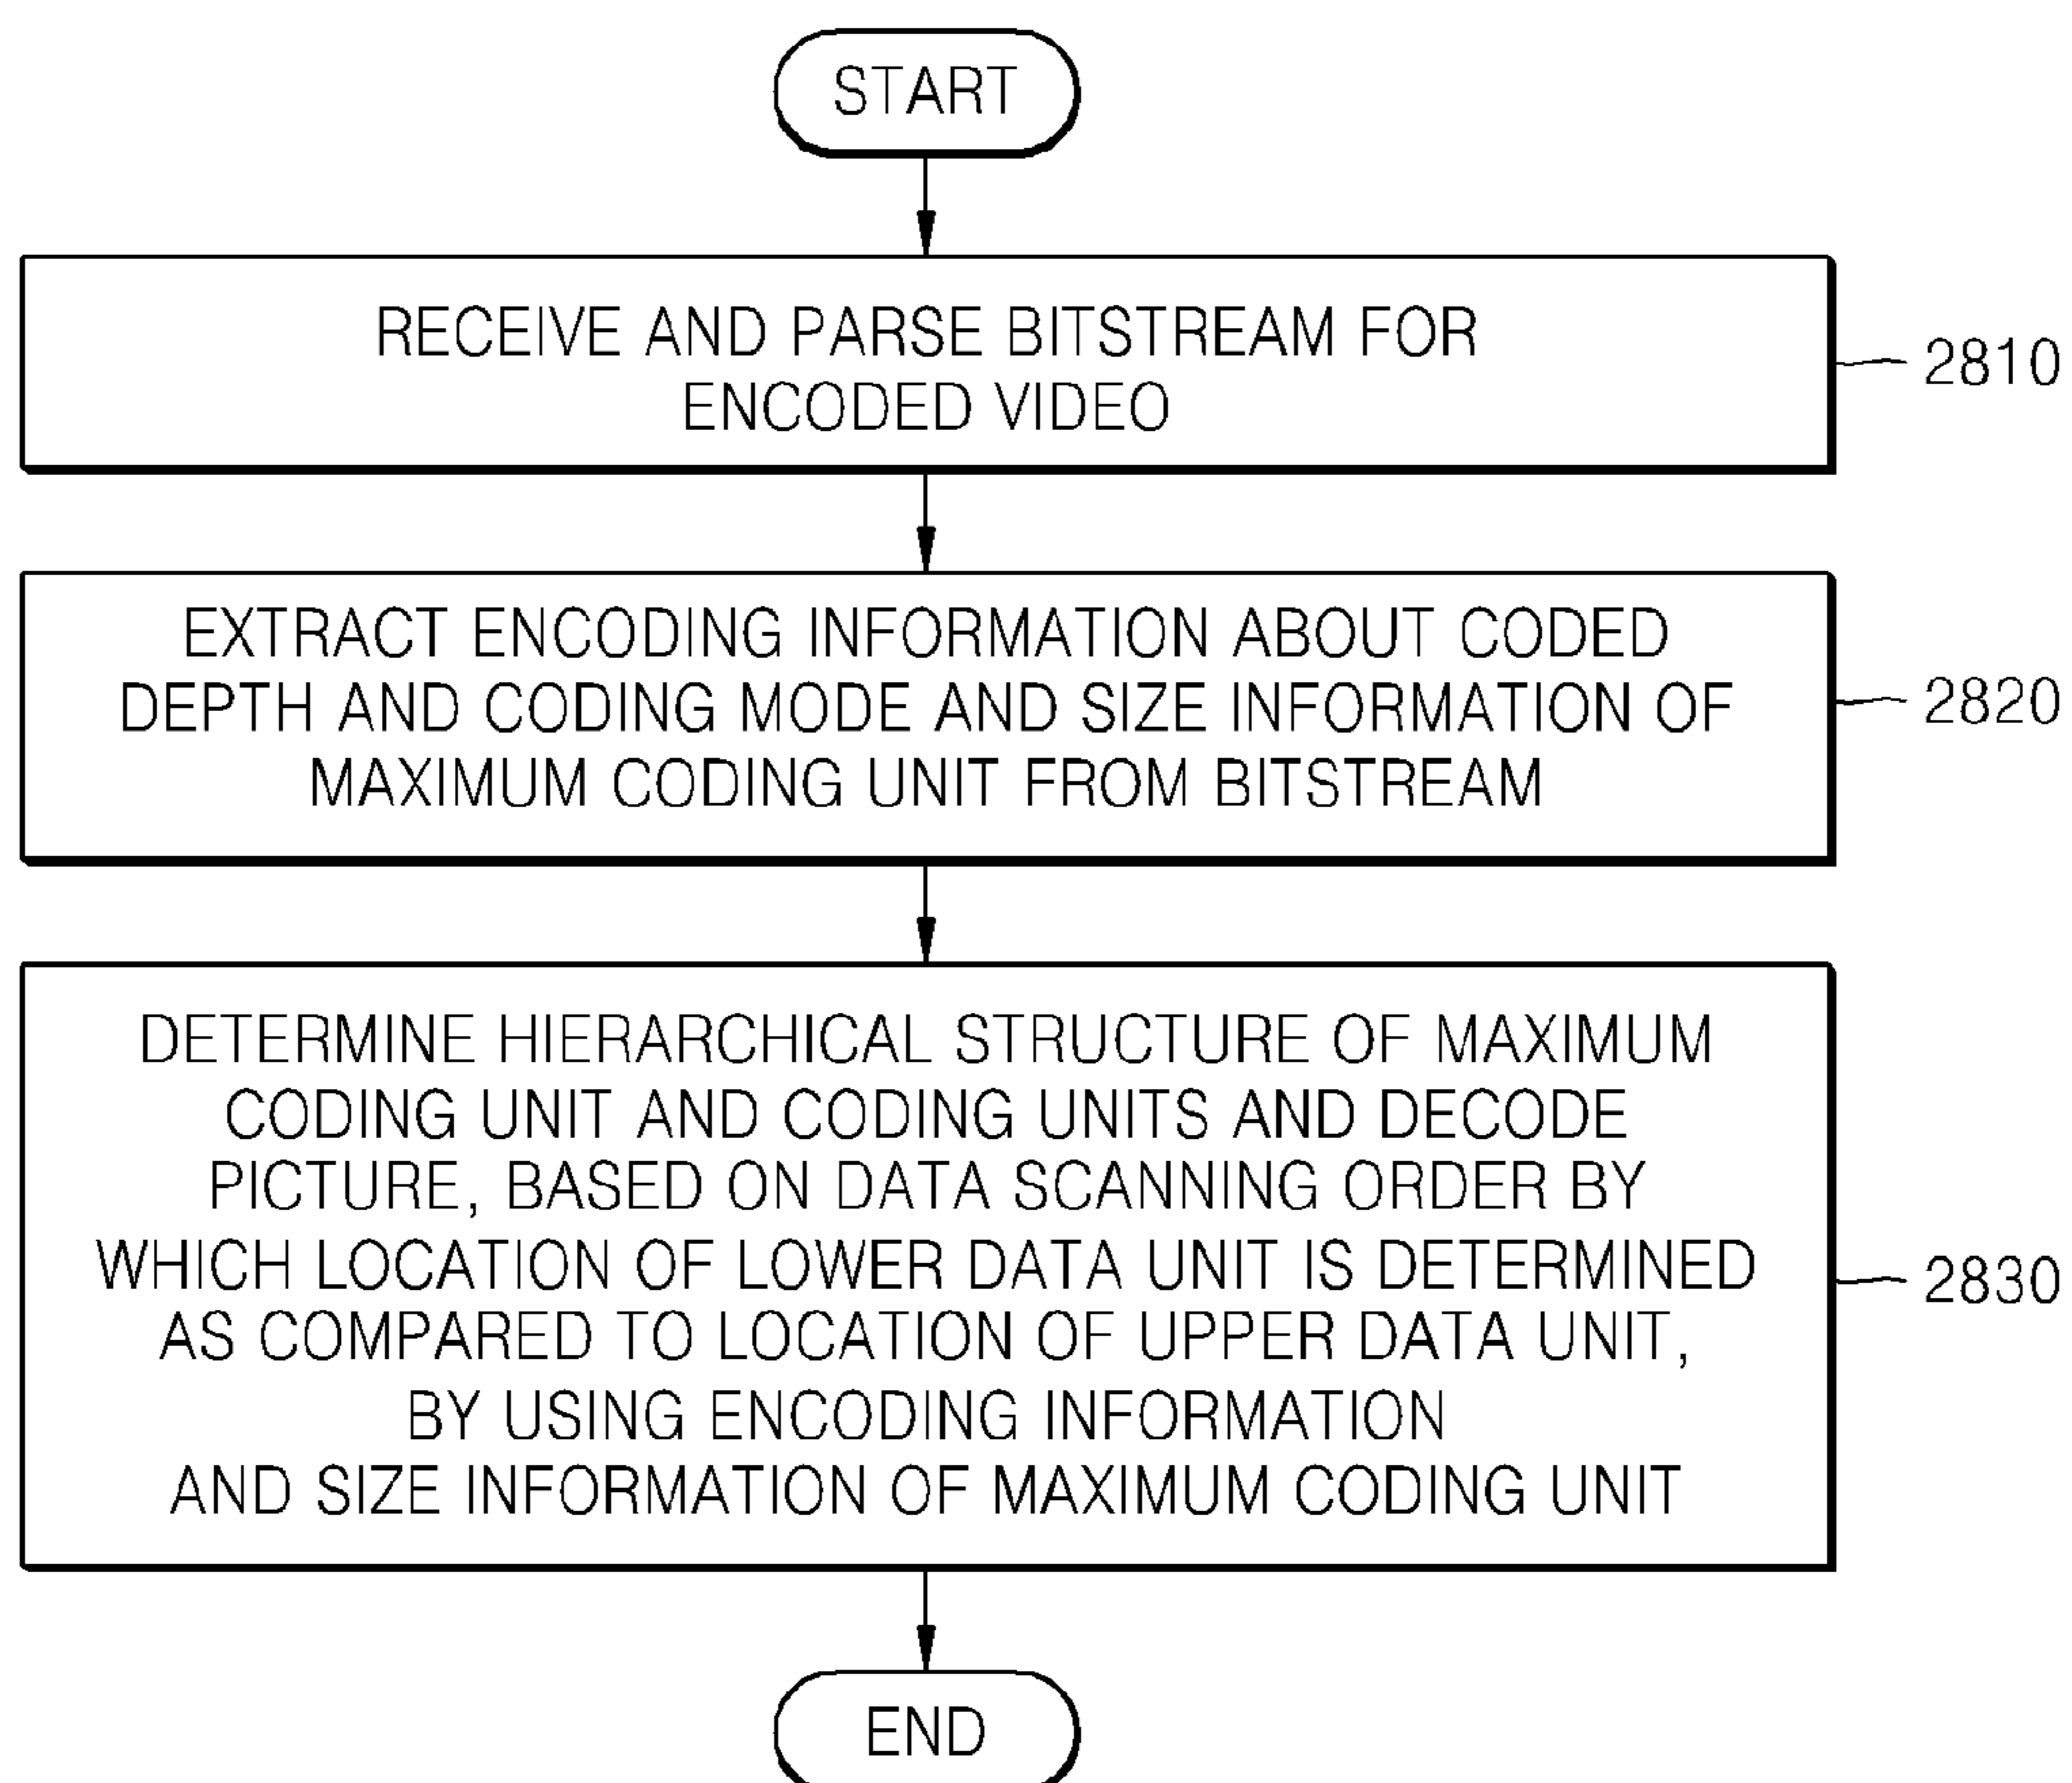 START
RECEIVE AND PARSE BITSTREAM FOR
ENCODED VIDEO
2810
EXTRACT ENCODING INFORMATION ABOUT CODED
DEPTH AND CODING MODE AND SIZE INFORMATION OF
MAXIMUM CODING UNIT FROM BITSTREAM
2820
DETERMINE HIERARCHICAL STRUCTURE OF MAXIMUM
CODING UNIT AND CODING UNITS AND DECODE
PICTURE, BASED ON DATA SCANNING ORDER BY
WHICH LOCATION OF LOWER DATA UNIT IS DETERMINED
AS COMPARED TO LOCATION OF UPPER DATA UNIT,
BY USING ENCODING INFORMATION
AND SIZE INFORMATION OF MAXIMUM CODING UNIT
2830
END